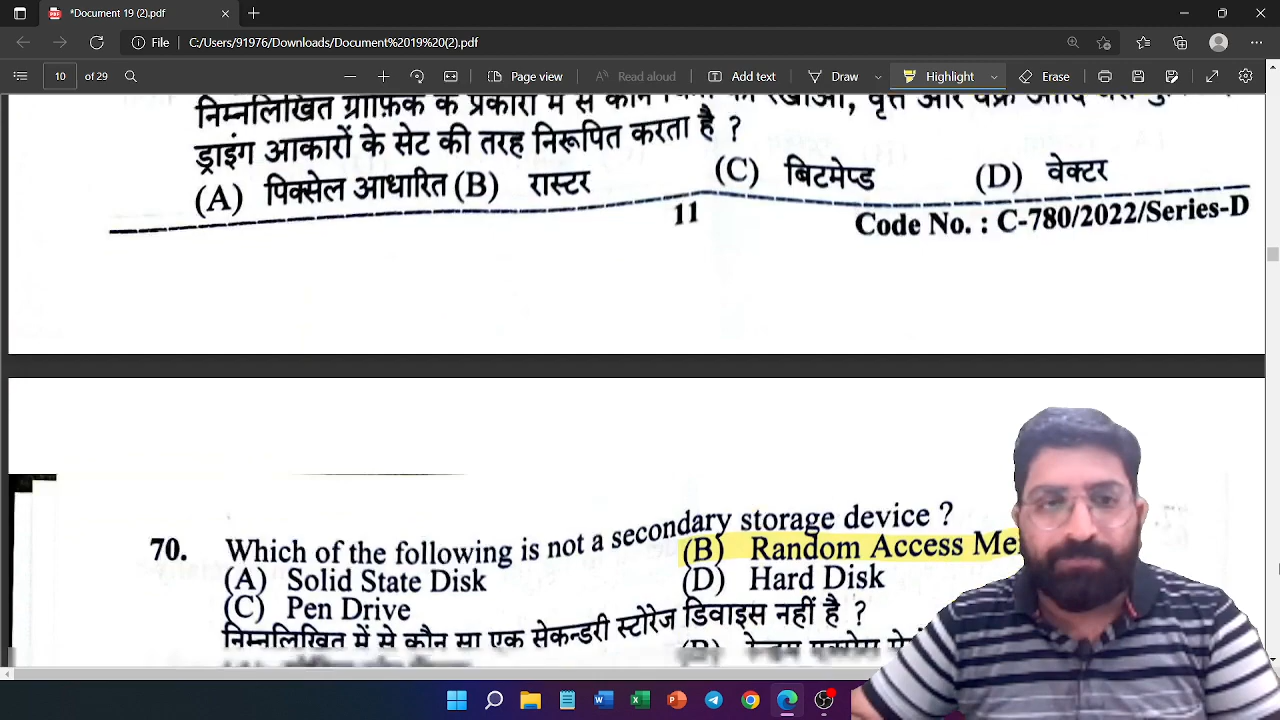 *Document 19 (2).pdf
File C:/Users/91976/Downloads/Document%2019%20(2).pdf
10 of 29 Page view Read aloud Add text Draw Highlight Erase
निम्नलिखित ग्राफ़िक के प्रकारों में से कौन
ड्राइंग आकारों के सेट की तरह निरूपित करता है ?
(A) पिक्सेल आधारित (B) रास्टर (C) बिटमेप्ड (D) वेक्टर
11 Code No. : C-780/2022/Series-D
70. Which of the following is not a secondary storage device ?
(A) Solid State Disk (B) Random Access
(C) Pen Drive (D) Hard Disk
निम्नलिखित में से कौन सा एक सेकन्डरी स्टोरेज डिवाइस नहीं है ?